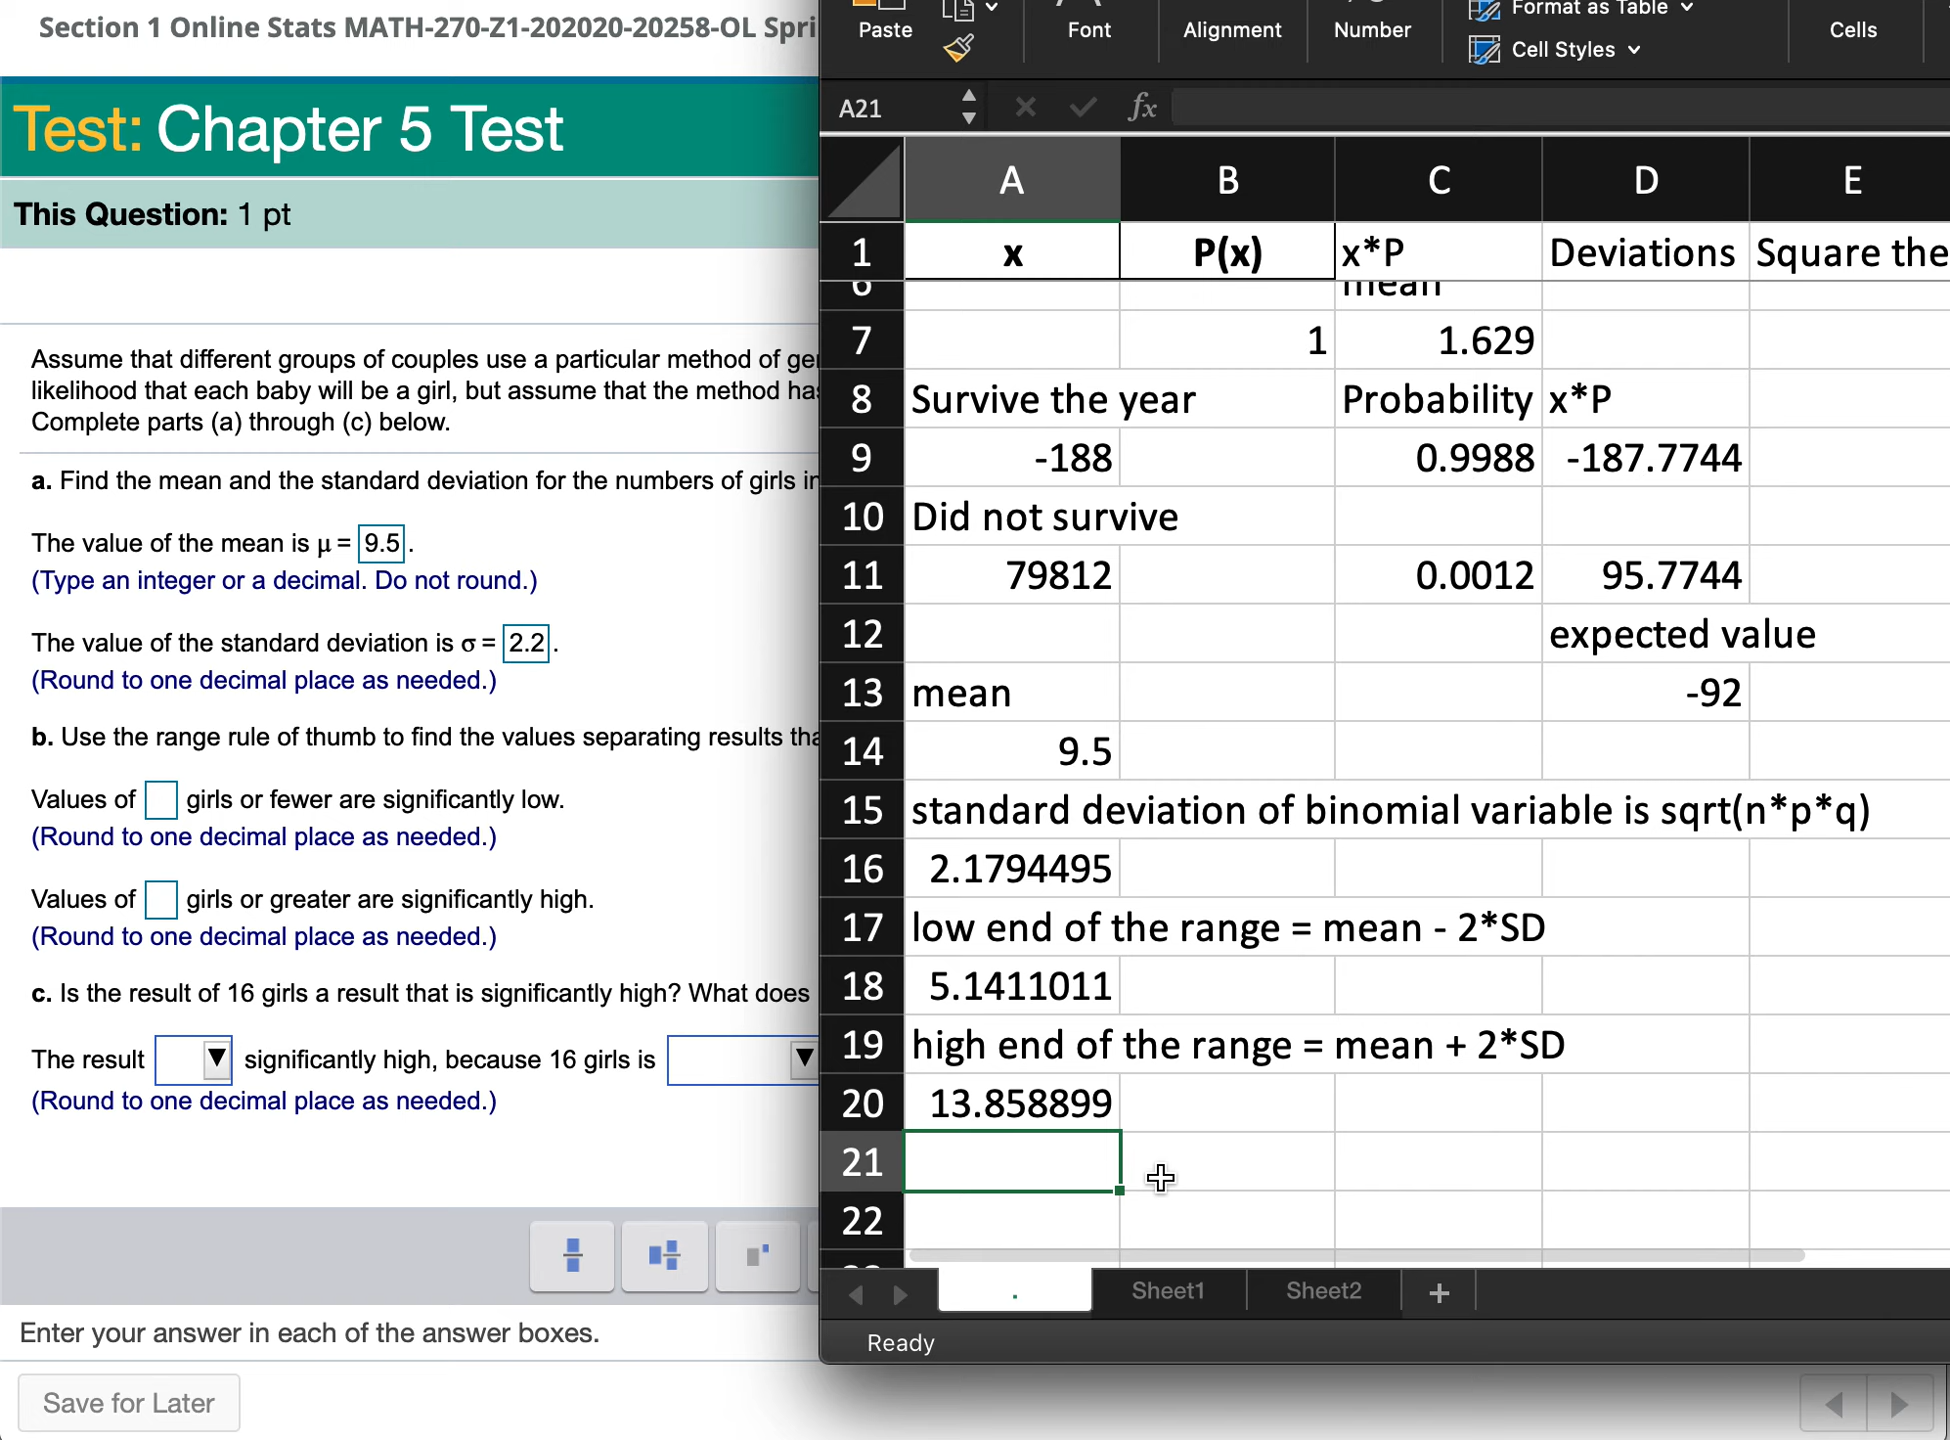 Section 1 Online Stats MATH-270-Z1-202020-20258-OL Spri
Test: Chapter 5 Test
This Question: 1 pt
Assume that different groups of couples use a particular method of ge
likelihood that each baby will be a girl, but assume that the method ha
Complete parts (a) through (c) below.
a. Find the mean and the standard deviation for the numbers of girls in
The value of the mean is μ = 9.5 .
(Type an integer or a decimal. Do not round.)
The value of the standard deviation is σ = 2.2 .
(Round to one decimal place as needed.)
b. Use the range rule of thumb to find the values separating results tha
Values of girls or fewer are significantly low.
(Round to one decimal place as needed.)
Values of girls or greater are significantly high.
(Round to one decimal place as needed.)
c. Is the result of 16 girls a result that is significantly high? What does
The result ▼ significantly high, because 16 girls is ▼
(Round to one decimal place as needed.)
Enter your answer in each of the answer boxes.
Save for Later
Paste Font Alignment Number Format as Table Cells
Cell Styles
A21 fx
A B C D E
1 x P(x) x*P Deviations Square the
6 mean
7 1 1.629
8 Survive the year Probability x*P
9 -188 0.9988 -187.7744
10 Did not survive
11 79812 0.0012 95.7744
12 expected value
13 mean -92
14 9.5
15 standard deviation of binomial variable is sqrt(n*p*q)
16 2.1794495
17 low end of the range = mean - 2*SD
18 5.1411011
19 high end of the range = mean + 2*SD
20 13.858899
21
22
. Sheet1 Sheet2 +
Ready